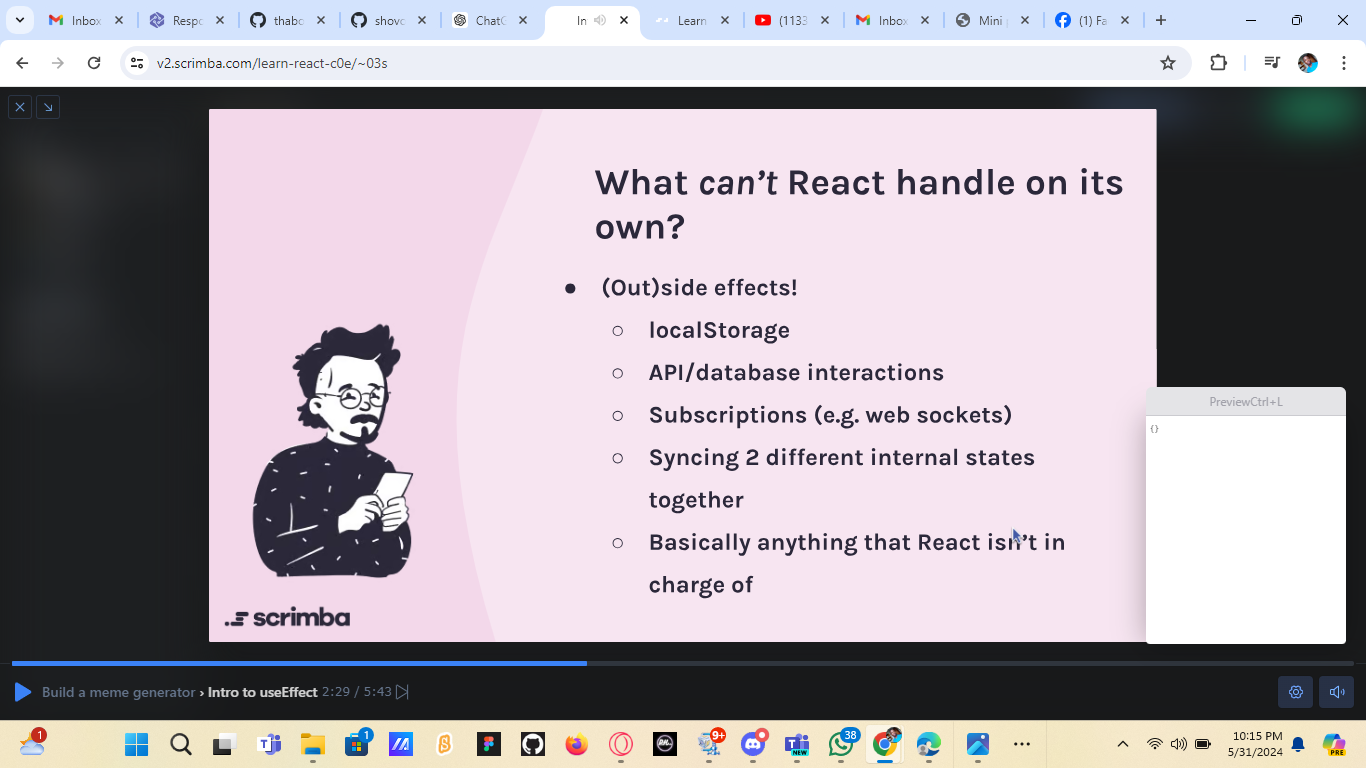 Inbox
Respo
thabo
shovo
ChatG
In
Learn
(1133
Inbox
Mini
(1) Fa
v2.scrimba.com/learn-react-c0e/~03s
What can't React handle on its
own?
(Out)side effects!
localStorage
API/database interactions
Subscriptions (e.g. web sockets)
Syncing 2 different internal states
together
Basically anything that React isn't in
charge of
scrimba
PreviewCtrl+L
{}
Build a meme generator › Intro to useEffect 2:29 / 5:43
1
1
NEW
9+
NEW
38
PRE
10:15 PM
5/31/2024